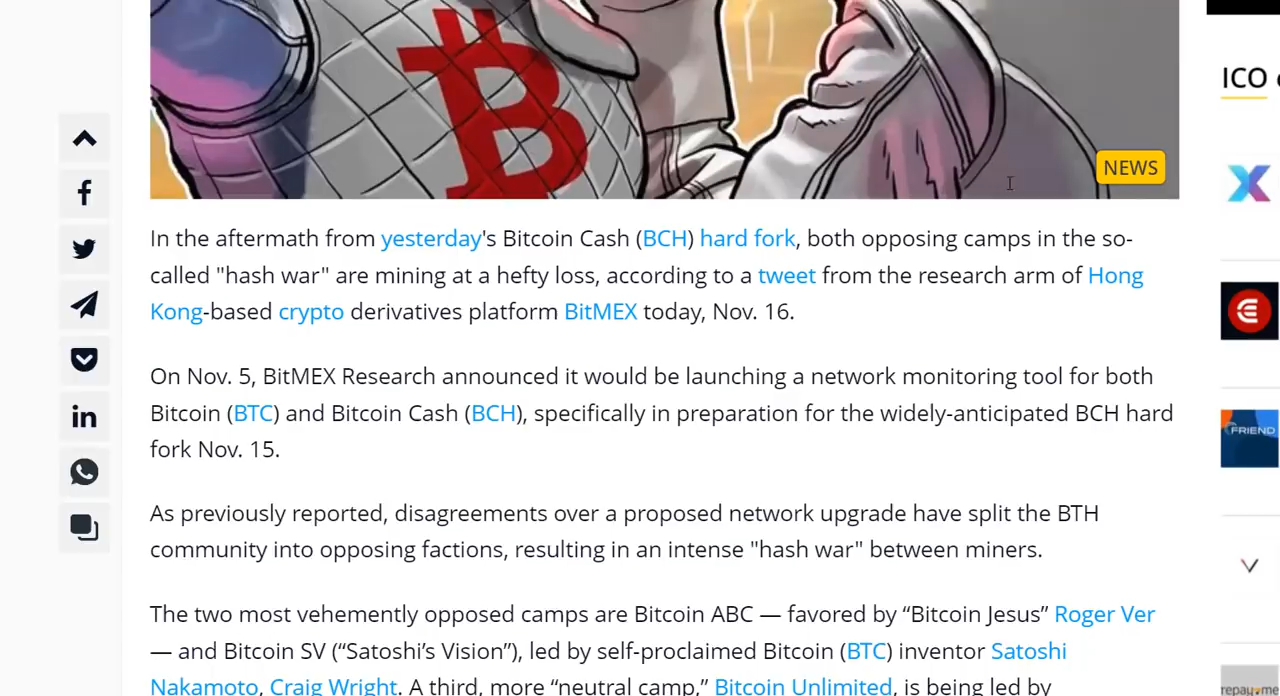 ICO
NEWS
In the aftermath from yesterday's Bitcoin Cash (BCH) hard fork, both opposing camps in the so-
called "hash war" are mining at a hefty loss, according to a tweet from the research arm of Hong
Kong-based crypto derivatives platform BitMEX today, Nov. 16.
On Nov. 5, BitMEX Research announced it would be launching a network monitoring tool for both
Bitcoin (BTC) and Bitcoin Cash (BCH), specifically in preparation for the widely-anticipated BCH hard
fork Nov. 15.
FRIEND
As previously reported, disagreements over a proposed network upgrade have split the BTH
community into opposing factions, resulting in an intense "hash war" between miners.
The two most vehemently opposed camps are Bitcoin ABC — favored by “Bitcoin Jesus” Roger Ver
— and Bitcoin SV (“Satoshi’s Vision”), led by self-proclaimed Bitcoin (BTC) inventor Satoshi
Nakamoto, Craig Wright. A third, more “neutral camp,” Bitcoin Unlimited, is being led by
repayme